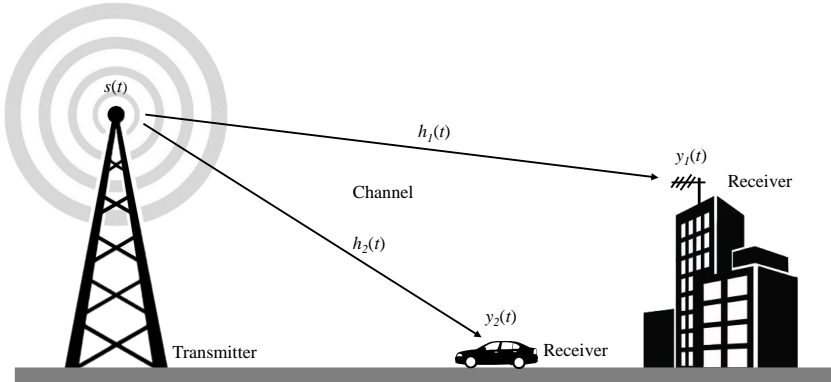 s(t)
h₁(t)
y₁(t)
Receiver
Channel
h₂(t)
y₂(t)
Transmitter
Receiver